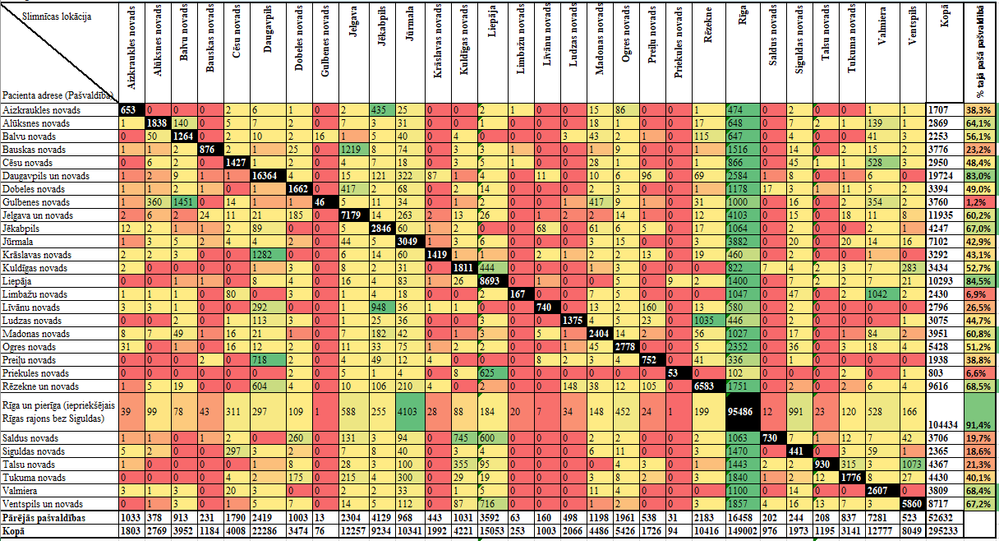 Slimnīcas lokācija
Pacienta adrese (Pašvaldība)
Aizkraukles novads
Alūksnes novads
Balvu novads
Bauskas novads
Cēsu novads
Daugavpils
Dobeles novads
Gulbenes novads
Jelgava
Jēkabpils
Jūrmala
Krāslavas novads
Kuldīgas novads
Liepāja
Limbažu novads
Līvānu novads
Ludzas novads
Madonas novads
Ogres novads
Preiļu novads
Priekules novads
Rēzekne
Rīga
Saldus novads
Siguldas novads
Talsu novads
Tukuma novads
Valmiera
Ventspils
Kopā
% tajā pašā pašvaldībā
Aizkraukles novads 653 0 0 0 2 6 1 0 2 435 25 0 0 2 1 0 0 15 86 0 0 1 474 0 2 0 0 1 1 1707 38,3%
Alūksnes novads 1 1838 140 0 5 7 2 0 7 3 31 0 0 1 0 0 0 18 1 0 0 17 648 0 7 2 1 139 1 2869 64,1%
Balvu novads 0 50 1264 0 2 10 2 16 1 5 40 0 4 0 0 0 3 43 2 1 0 115 647 0 4 0 0 41 3 2253 56,1%
Bauskas novads 1 1 2 876 2 1 25 0 1219 8 74 0 3 3 1 0 0 1 9 0 0 1 1516 0 14 0 2 15 2 3776 23,2%
Cēsu novads 0 6 2 0 1427 1 2 0 4 7 18 0 3 5 1 0 0 28 1 0 0 1 866 0 45 1 1 528 3 2950 48,4%
Daugavpils un novads 1 2 9 1 1 16364 4 0 15 121 322 87 1 4 0 11 0 10 6 96 0 69 2584 1 8 0 1 6 0 19724 83,0%
Dobeles novads 1 1 2 1 0 1 1662 0 417 2 68 0 2 14 0 0 0 2 3 0 0 0 1178 17 3 1 11 5 2 3394 49,0%
Gulbenes novads 1 360 1451 0 14 1 1 46 5 11 34 0 1 2 0 0 1 417 9 1 0 31 1000 0 16 0 2 354 2 3760 1,2%
Jelgava un novads 2 6 2 24 11 21 185 0 7179 14 263 2 13 26 0 1 2 2 14 1 0 12 4103 0 15 0 18 11 8 11935 60,2%
Jēkabpils 12 2 1 1 2 89 0 0 5 2846 60 1 2 0 0 68 0 61 6 5 0 17 1064 0 2 0 0 2 1 4247 67,0%
Jūrmala 1 3 5 2 4 4 2 0 44 5 3049 1 3 6 0 0 0 3 15 0 0 3 3882 0 20 0 20 14 16 7102 42,9%
Krāslavas novads 2 2 3 0 0 1282 0 0 6 14 60 1419 1 1 0 2 1 2 2 13 0 19 460 0 2 0 0 1 0 3292 43,1%
Kuldīgas novads 2 0 0 0 0 1 3 0 8 2 31 0 1811 444 0 0 0 1 3 0 0 0 822 7 4 2 3 7 283 3434 52,7%
Liepāja 0 0 1 1 0 8 4 0 16 4 83 1 26 8693 0 1 0 0 5 0 9 2 1400 7 2 2 7 21 10293 84,5%
Limbažu novads 1 1 1 0 80 0 3 0 1 4 18 0 0 2 167 0 0 7 5 0 0 0 1047 0 47 0 2 1042 2 2430 6,9%
Līvānu novads 3 3 1 0 0 292 0 0 1 948 36 1 1 0 0 740 0 13 2 160 0 13 580 0 2 0 0 0 0 2796 26,5%
Ludzas novads 0 0 2 0 1 113 3 0 1 25 36 0 0 3 0 0 1375 4 5 23 0 1035 446 0 0 0 0 3 0 3075 44,7%
Madonas novads 8 7 49 1 16 21 1 0 7 182 42 0 1 3 0 5 1 2404 14 2 0 56 1027 0 17 0 1 84 2 3951 60,8%
Ogres novads 31 0 1 0 16 12 2 0 11 33 75 1 2 2 0 0 1 45 2778 0 0 5 2352 0 36 0 3 18 4 5428 51,2%
Preiļu novads 0 0 0 2 0 718 2 0 4 49 12 4 0 0 0 8 2 3 4 752 0 41 336 0 1 0 0 0 0 1938 38,8%
Priekules novads 0 0 0 0 0 0 2 0 5 1 4 0 8 625 0 0 0 0 0 0 53 0 102 0 0 0 0 3 0 803 6,6%
Rēzekne un novads 1 5 19 0 0 604 4 0 10 106 210 4 0 2 0 0 148 38 12 105 0 6583 1751 0 2 0 2 6 4 9616 68,5%
Rīga un pierīga (iepriekšējais Rīgas rajons bez Siguldas) 39 99 78 43 311 297 109 1 588 255 4103 28 88 184 20 7 34 148 452 24 1 199 95486 12 991 23 120 528 166 104434 91,4%
Saldus novads 1 1 0 1 2 0 260 0 131 3 94 0 745 600 0 0 0 2 2 0 0 2 1063 730 7 1 12 7 42 3706 19,7%
Siguldas novads 5 2 0 0 297 3 2 0 7 8 40 0 3 4 0 0 0 6 11 0 0 3 1470 0 441 0 3 59 1 2365 18,6%
Talsu novads 0 0 0 0 0 1 8 0 28 3 100 0 355 95 0 0 0 0 4 3 0 2 1443 2 2 930 315 3 1073 4367 21,3%
Tukuma novads 0 0 0 0 4 2 175 0 215 4 300 0 29 19 0 0 0 3 8 2 0 3 1840 1 2 12 1776 8 27 4430 40,1%
Valmiera 3 1 3 0 20 3 0 0 2 2 33 0 1 5 0 0 0 11 4 0 0 0 1100 0 14 0 0 2607 0 3809 68,4%
Ventspils un novads 0 1 3 0 1 5 7 0 14 5 112 0 87 716 0 0 0 1 2 0 0 3 1857 4 16 13 7 3 5860 8717 67,2%
Pārējās pašvaldības 1033 378 913 231 1790 2419 1003 13 2304 4129 968 443 1031 3592 63 160 498 1198 1961 538 31 2183 16458 202 244 208 837 7281 523 52632
Kopā 1803 2769 3952 1184 4008 22286 3474 76 12257 9234 10341 1992 4221 15053 253 1003 2066 4486 5426 1726 94 10416 149002 976 1973 1195 3141 12777 8049 295233